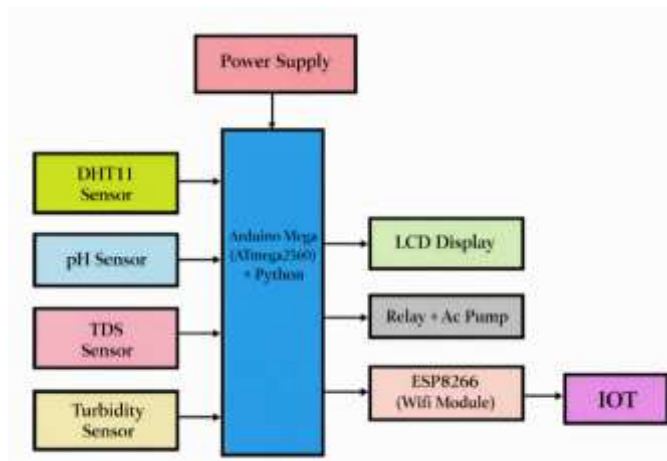 Power Supply
DHT11
Sensor
pH Sensor
TDS
Sensor
Turbidity
Sensor
Arduino Mega
(ATmega2560)
+ Python
LCD Display
Relay + Ac Pump
ESP8266
(Wifi Module)
IOT